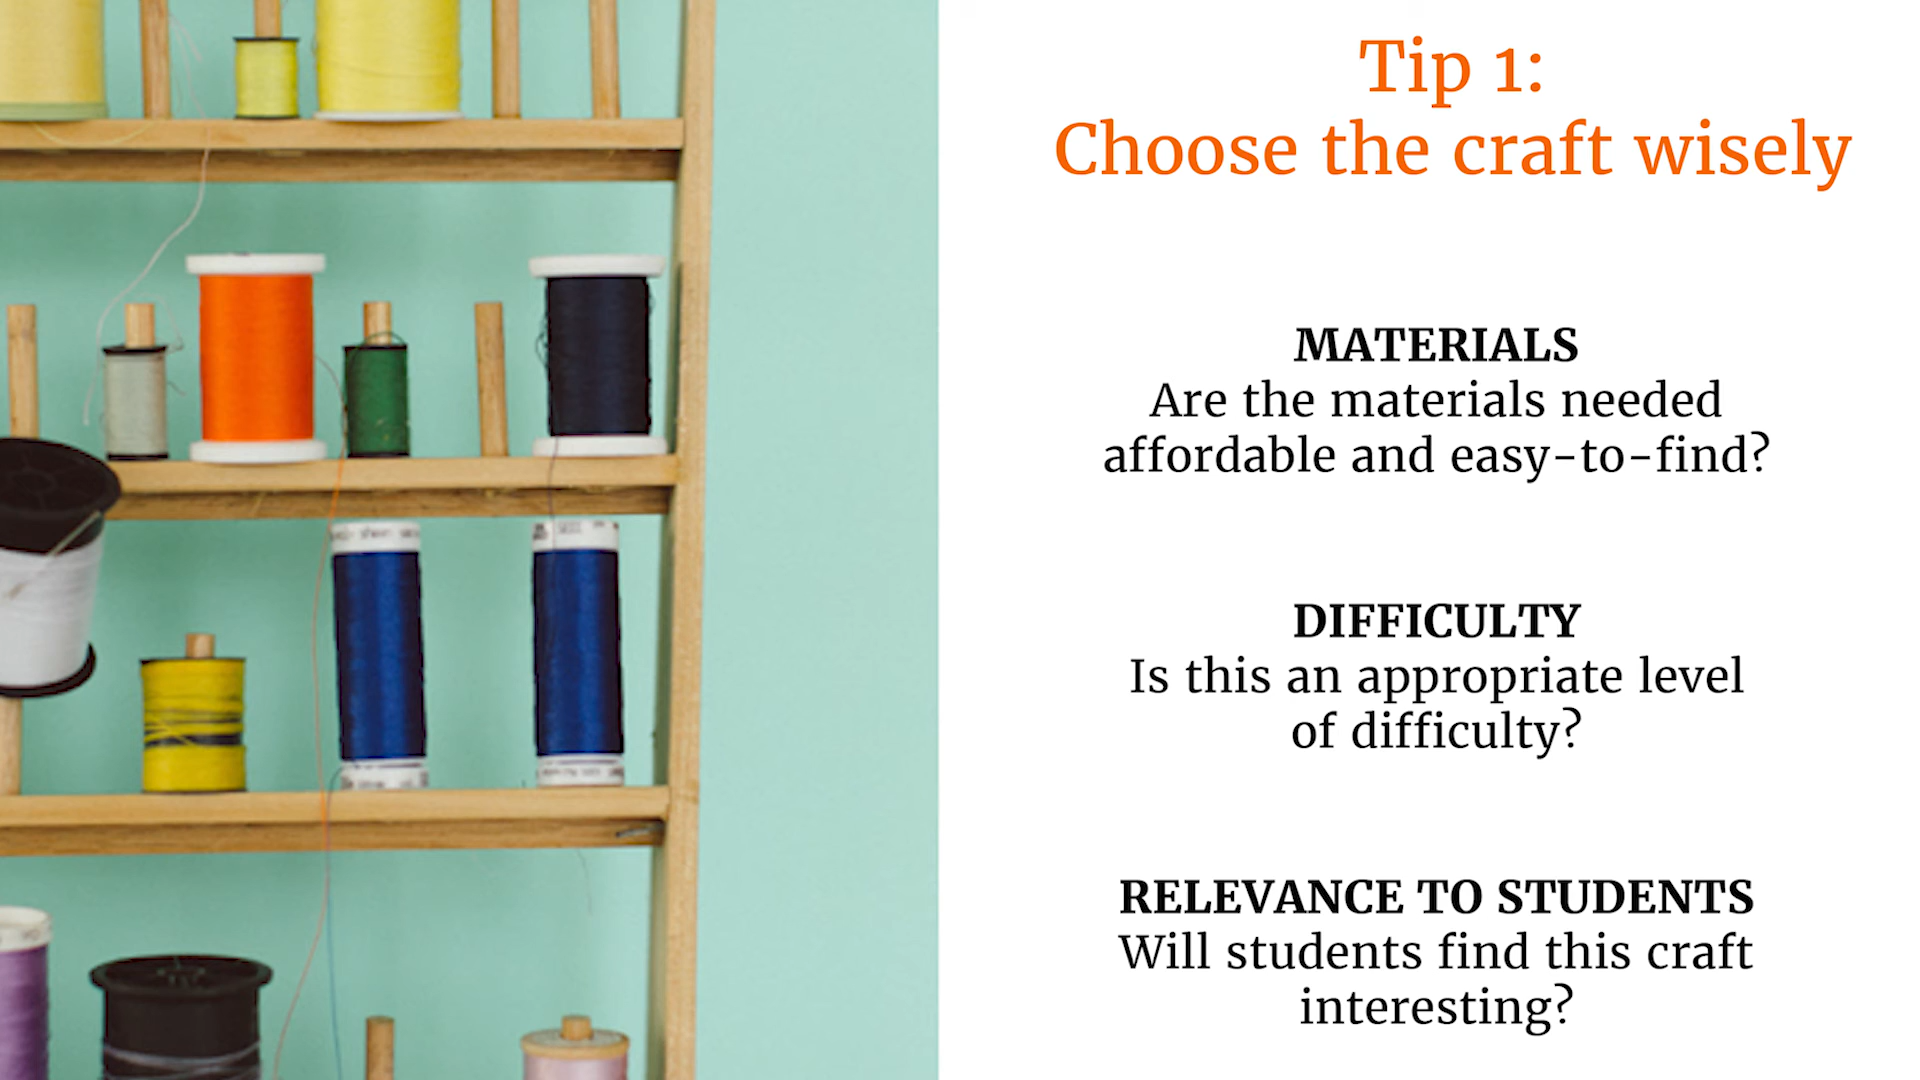 Tip 1:
Choose the craft wisely
MATERIALS
Are the materials needed
affordable and easy-to-find?
DIFFICULTY
Is this an appropriate level
of difficulty?
RELEVANCE TO STUDENTS
Will students find this craft
interesting?